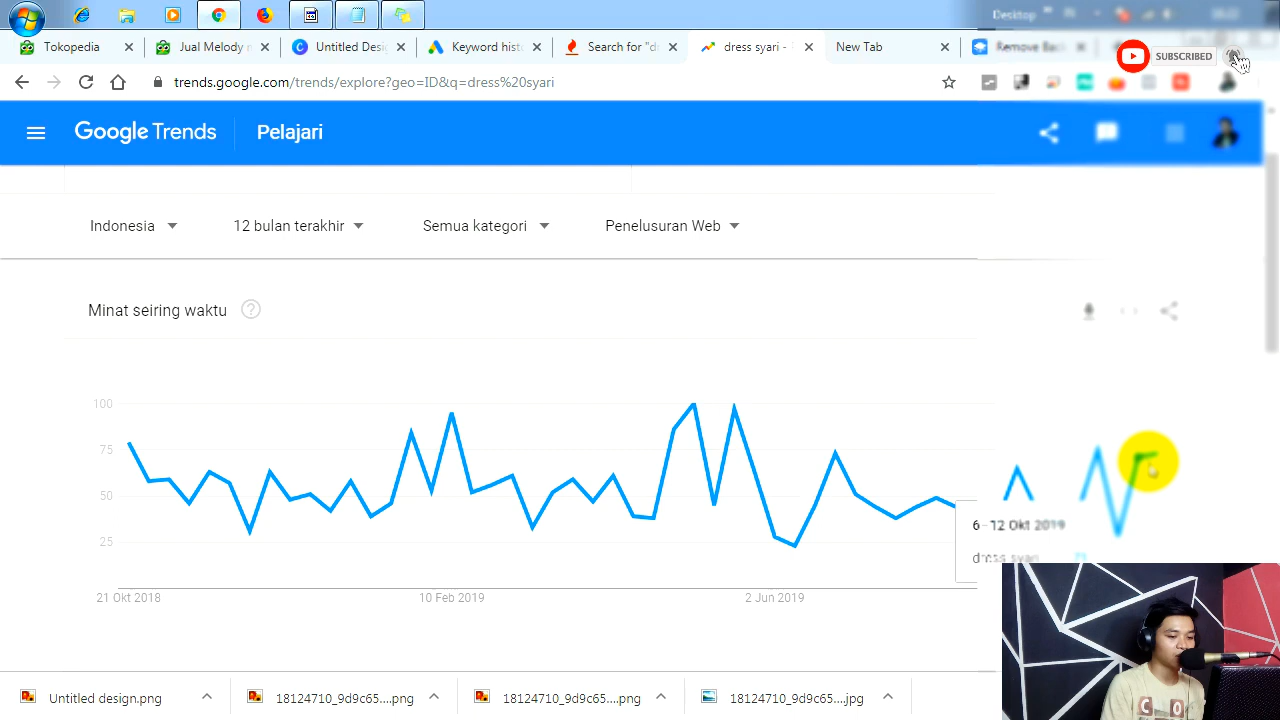 Desktop
Tokopedia
Jual Melody
Untitled Desi
Keyword hist
Search for "dr
dress syari -
New Tab
Remove Back
trends.google.com/trends/explore?geo=ID&q=dress%20syari
SUBSCRIBED
Google Trends
Pelajari
Indonesia
12 bulan terakhir
Semua kategori
Penelusuran Web
Minat seiring waktu
?
100
75
50
25
21 Okt 2018
10 Feb 2019
2 Jun 2019
6 - 12 Okt 2019
dress syari
Untitled design.png
18124710_9d9c65....png
18124710_9d9c65....png
18124710_9d9c65....jpg
C O